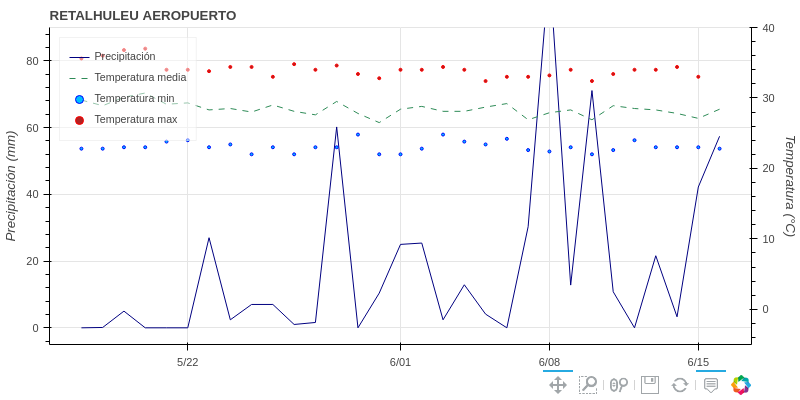 RETALHULEU AEROPUERTO
Precipitación
Temperatura media
Temperatura min
Temperatura max
Precipitación (mm)
80
60
40
20
0
Temperatura (°C)
40
30
20
10
0
5/22
6/01
6/08
6/15